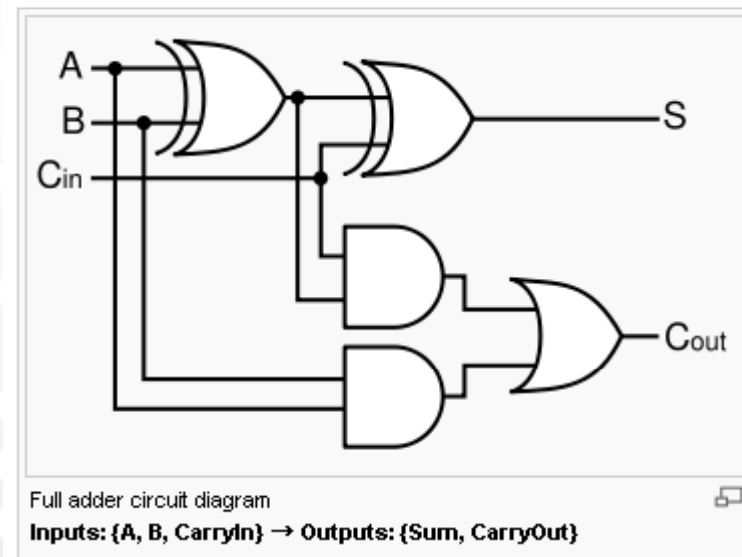 A
B
Cin
S
Cout
Full adder circuit diagram
Inputs: {A, B, CarryIn} → Outputs: {Sum, CarryOut}